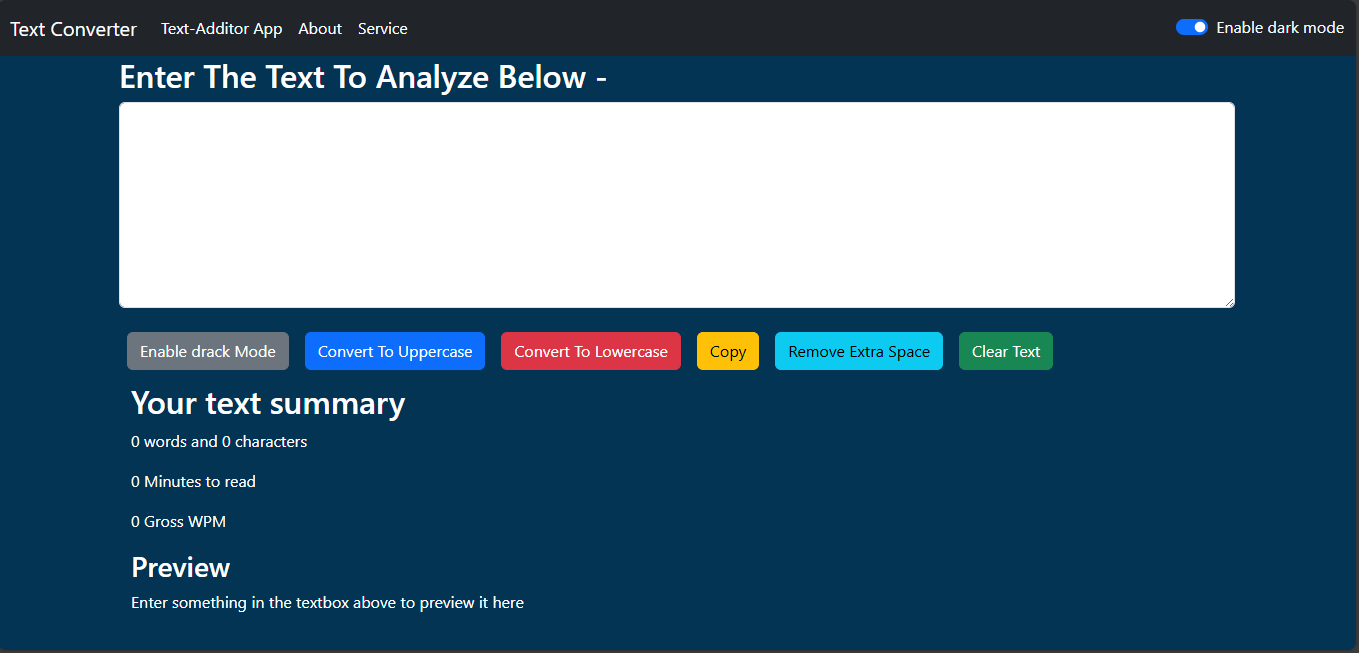 Text Converter Text-Additor App About Service Enable dark mode
Enter The Text To Analyze Below -
Enable drack Mode Convert To Uppercase Convert To Lowercase Copy Remove Extra Space Clear Text
Your text summary
0 words and 0 characters
0 Minutes to read
0 Gross WPM
Preview
Enter something in the textbox above to preview it here